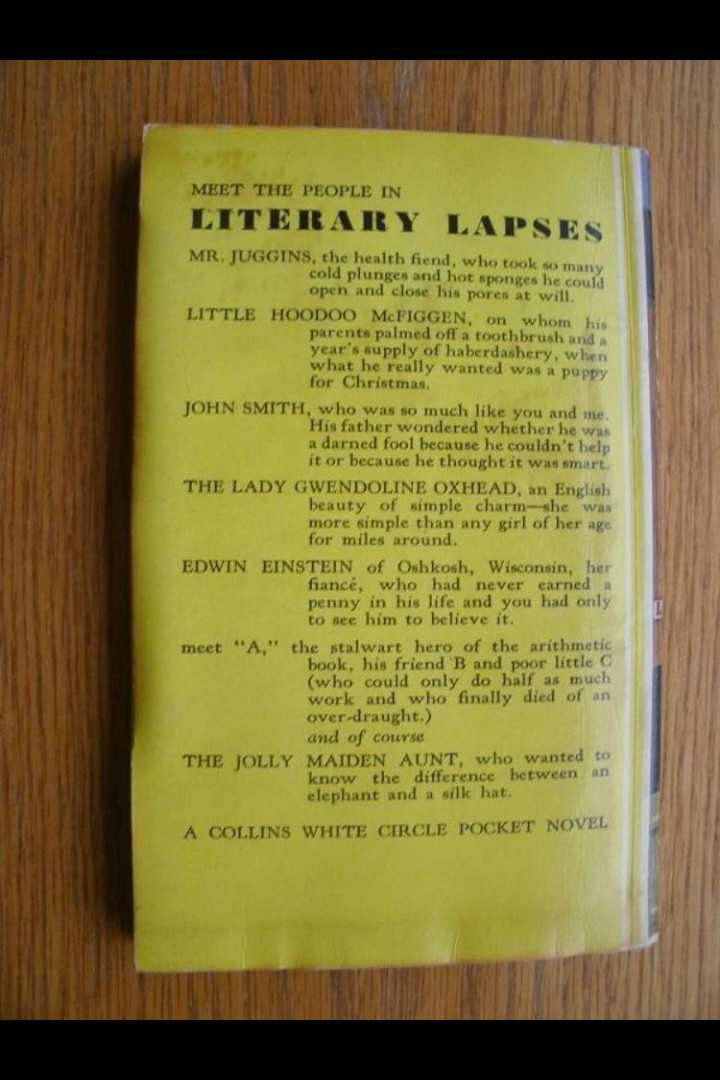 MEET THE PEOPLE IN
LITERARY LAPSES
MR. JUGGINS, the health fiend, who took so many
cold plunges and hot sponges he could
open and close his pores at will.
LITTLE HOODOO McFIGGEN, on whom his
parents palmed off a toothbrush and a
year's supply of haberdashery, when
what he really wanted was a puppy
for Christmas.
JOHN SMITH, who was so much like you and me.
His father wondered whether he was
a darned fool because he couldn't help
it or because he thought it was smart.
THE LADY GWENDOLINE OXHEAD, an English
beauty of simple charm—she was
more simple than any girl of her age
for miles around.
EDWIN EINSTEIN of Oshkosh, Wisconsin, her
fiancé, who had never earned a
penny in his life and you had only
to see him to believe it.
meet "A," the stalwart hero of the arithmetic
book, his friend B and poor little C
(who could only do half as much
work and who finally died of an
over-draught.)
and of course
THE JOLLY MAIDEN AUNT, who wanted to
know the difference between an
elephant and a silk hat.
A COLLINS WHITE CIRCLE POCKET NOVEL